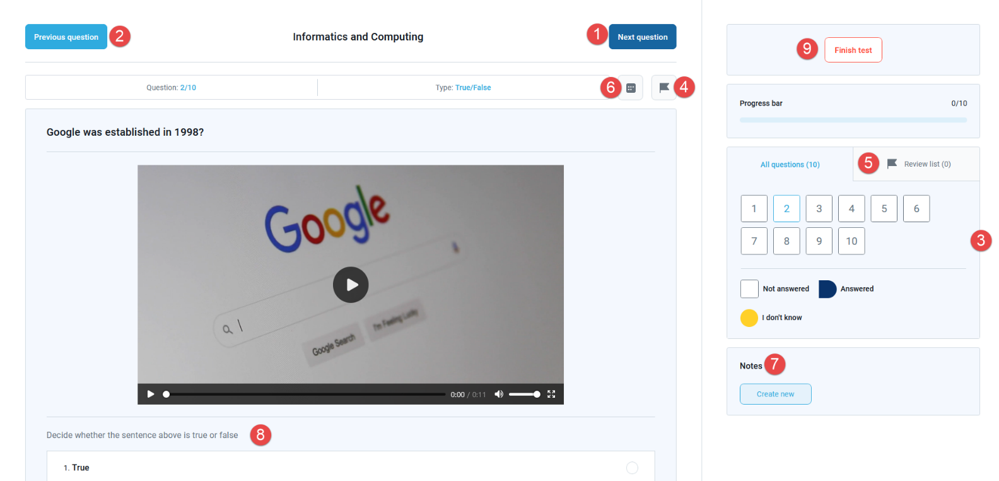 Previous question
2
Informatics and Computing
1
Next question
Question: 2/10
Type: True/False
6
4
Google was established in 1998?
Google
Google Search
I'm Feeling Lucky
0:00 / 0:11
Decide whether the sentence above is true or false
8
1. True
9
Finish test
Progress bar
0/10
All questions (10)
5
Review list (0)
1 2 3 4 5 6
7 8 9 10
3
Not answered
Answered
I don't know
Notes
7
Create new